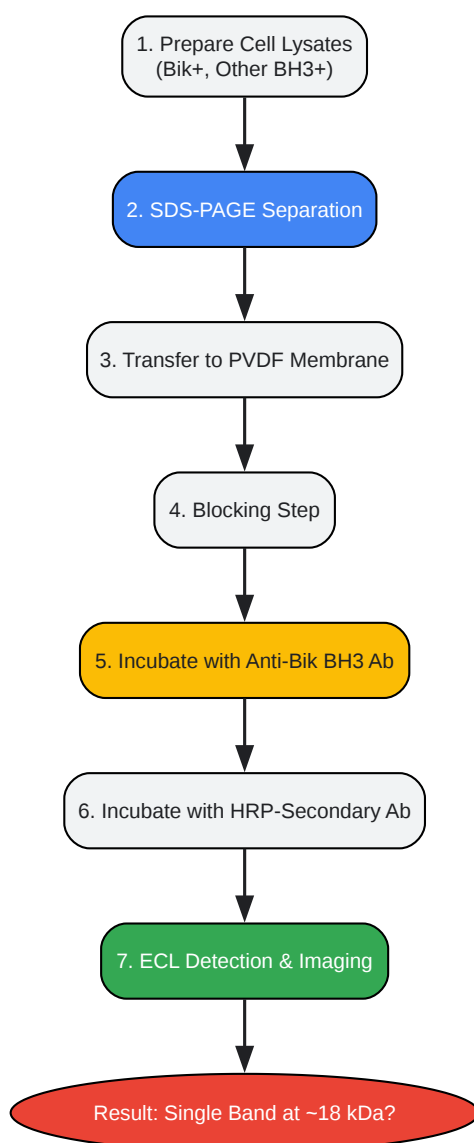 1. Prepare Cell Lysates
(Bik+, Other BH3+)
2. SDS-PAGE Separation
3. Transfer to PVDF Membrane
4. Blocking Step
5. Incubate with Anti-Bik BH3 Ab
6. Incubate with HRP-Secondary Ab
7. ECL Detection & Imaging
Result: Single Band at ~18 kDa?